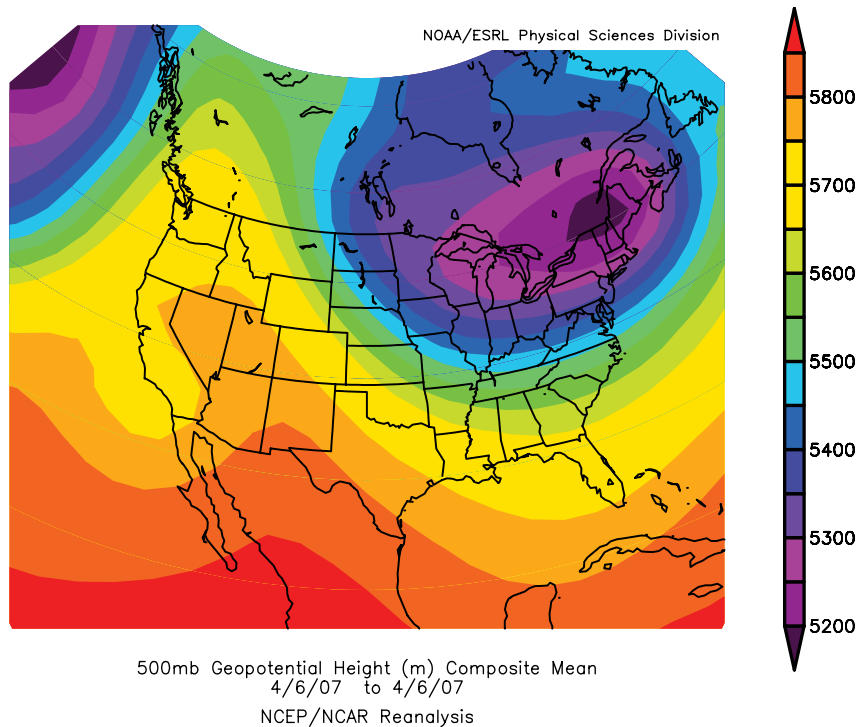 NOAA/ESRL Physical Sciences Division
5800
5700
5600
5500
5400
5300
5200
500mb Geopotential Height (m) Composite Mean
4/6/07 to 4/6/07
NCEP/NCAR Reanalysis